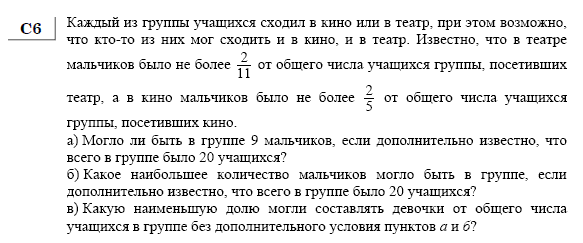 С6
Каждый из группы учащихся сходил в кино или в театр, при этом возможно,
что кто-то из них мог сходить и в кино, и в театр. Известно, что в театре
мальчиков было не более 2/11 от общего числа учащихся группы, посетивших
театр, а в кино мальчиков было не более 2/5 от общего числа учащихся
группы, посетивших кино.
а) Могло ли быть в группе 9 мальчиков, если дополнительно известно, что
всего в группе было 20 учащихся?
б) Какое наибольшее количество мальчиков могло быть в группе, если
дополнительно известно, что всего в группе было 20 учащихся?
в) Какую наименьшую долю могли составлять девочки от общего числа
учащихся в группе без дополнительного условия пунктов а и б?